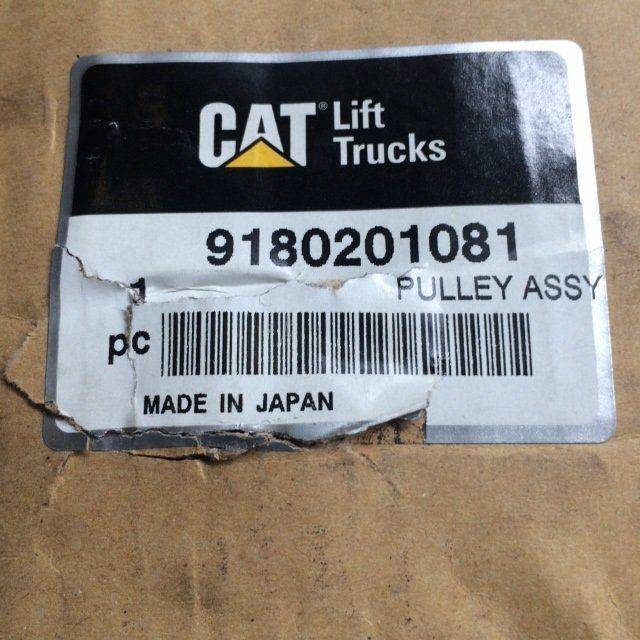 CAT® Lift
Trucks
9180201081
1 PULLEY ASSY
pc
MADE IN JAPAN